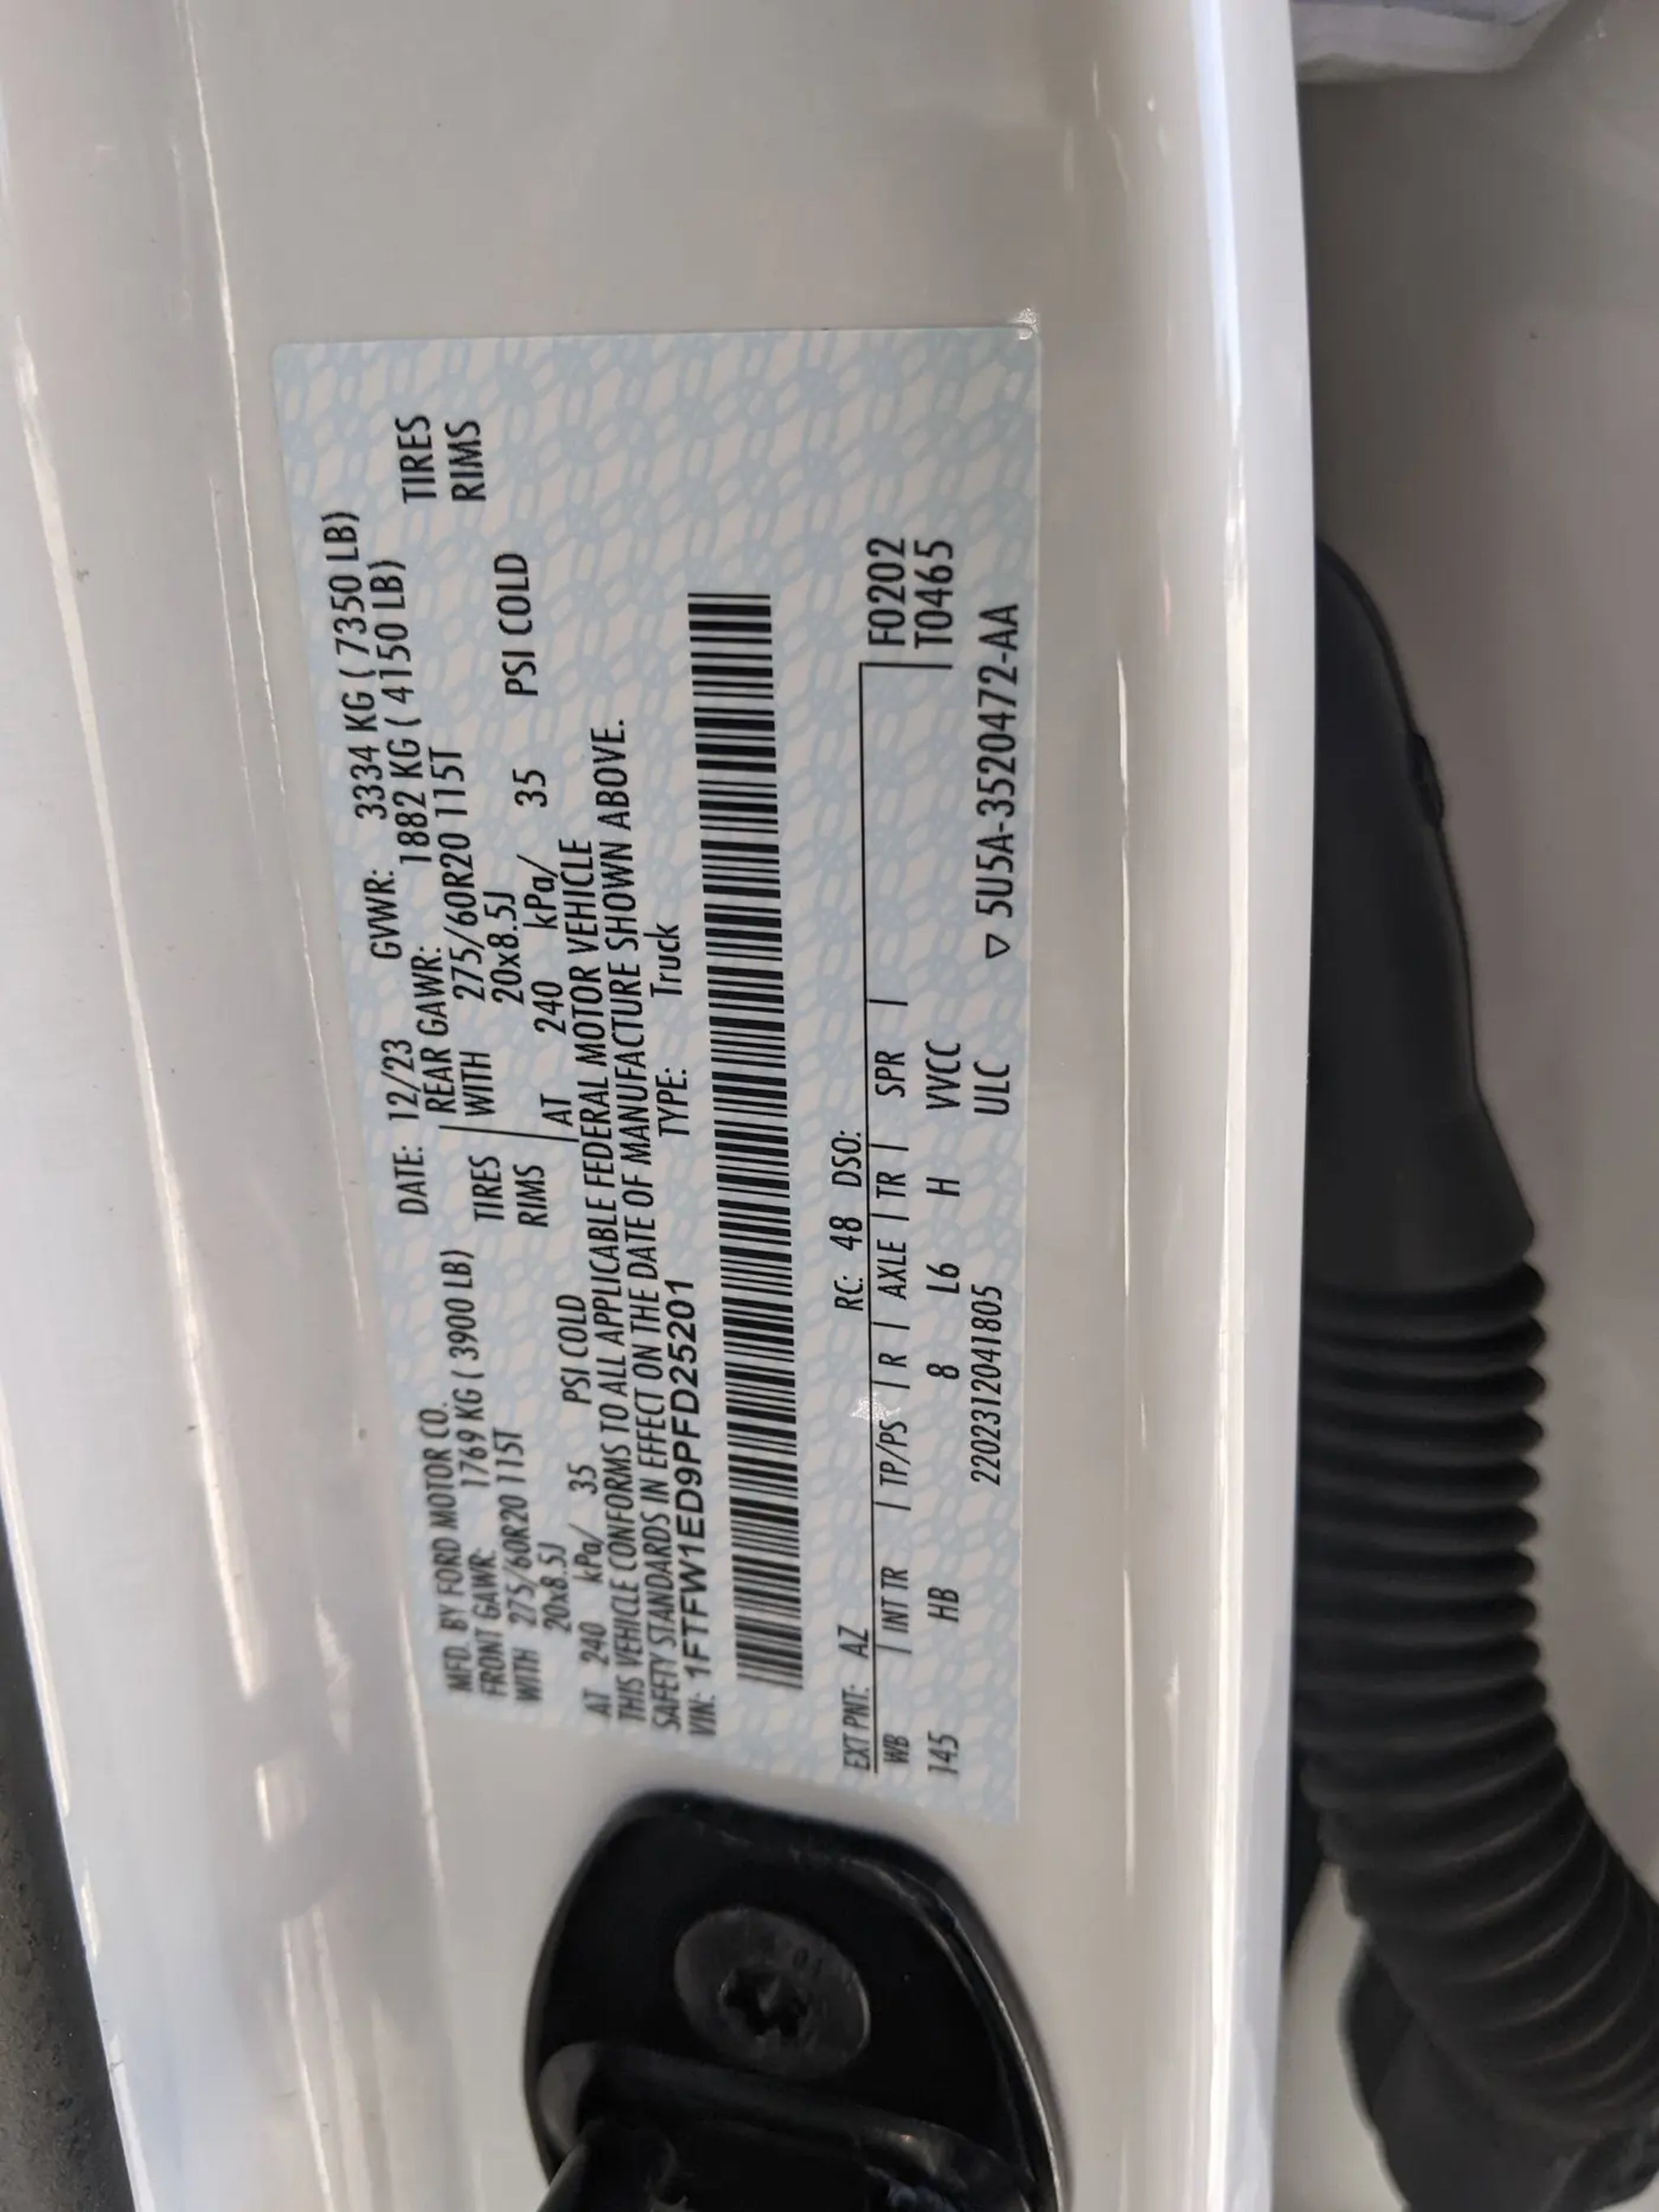 MFD. BY FORD MOTOR CO. DATE: 12/23 GVWR: 3334 KG ( 7350 LB)
FRONT GAWR: 1769 KG ( 3900 LB) REAR GAWR: 1882 KG ( 4150 LB)
WITH 275/60R20 115T TIRES WITH 275/60R20 115T TIRES
20x8.5J RIMS 20x8.5J RIMS
AT 240 kPa/ 35 PSI COLD AT 240 kPa/ 35 PSI COLD
THIS VEHICLE CONFORMS TO ALL APPLICABLE FEDERAL MOTOR VEHICLE
SAFETY STANDARDS IN EFFECT ON THE DATE OF MANUFACTURE SHOWN ABOVE.
VIN: 1FTFW1ED9PFD25201 TYPE: Truck
EXT PNT: AZ RC: 48 DSO: F0202
WB | INT TR | TP/PS | R | AXLE | TR | SPR | T0465
145 HB 8 L6 H VVCC
2202312041805 ULC ▽ 5U5A-3520472-AA